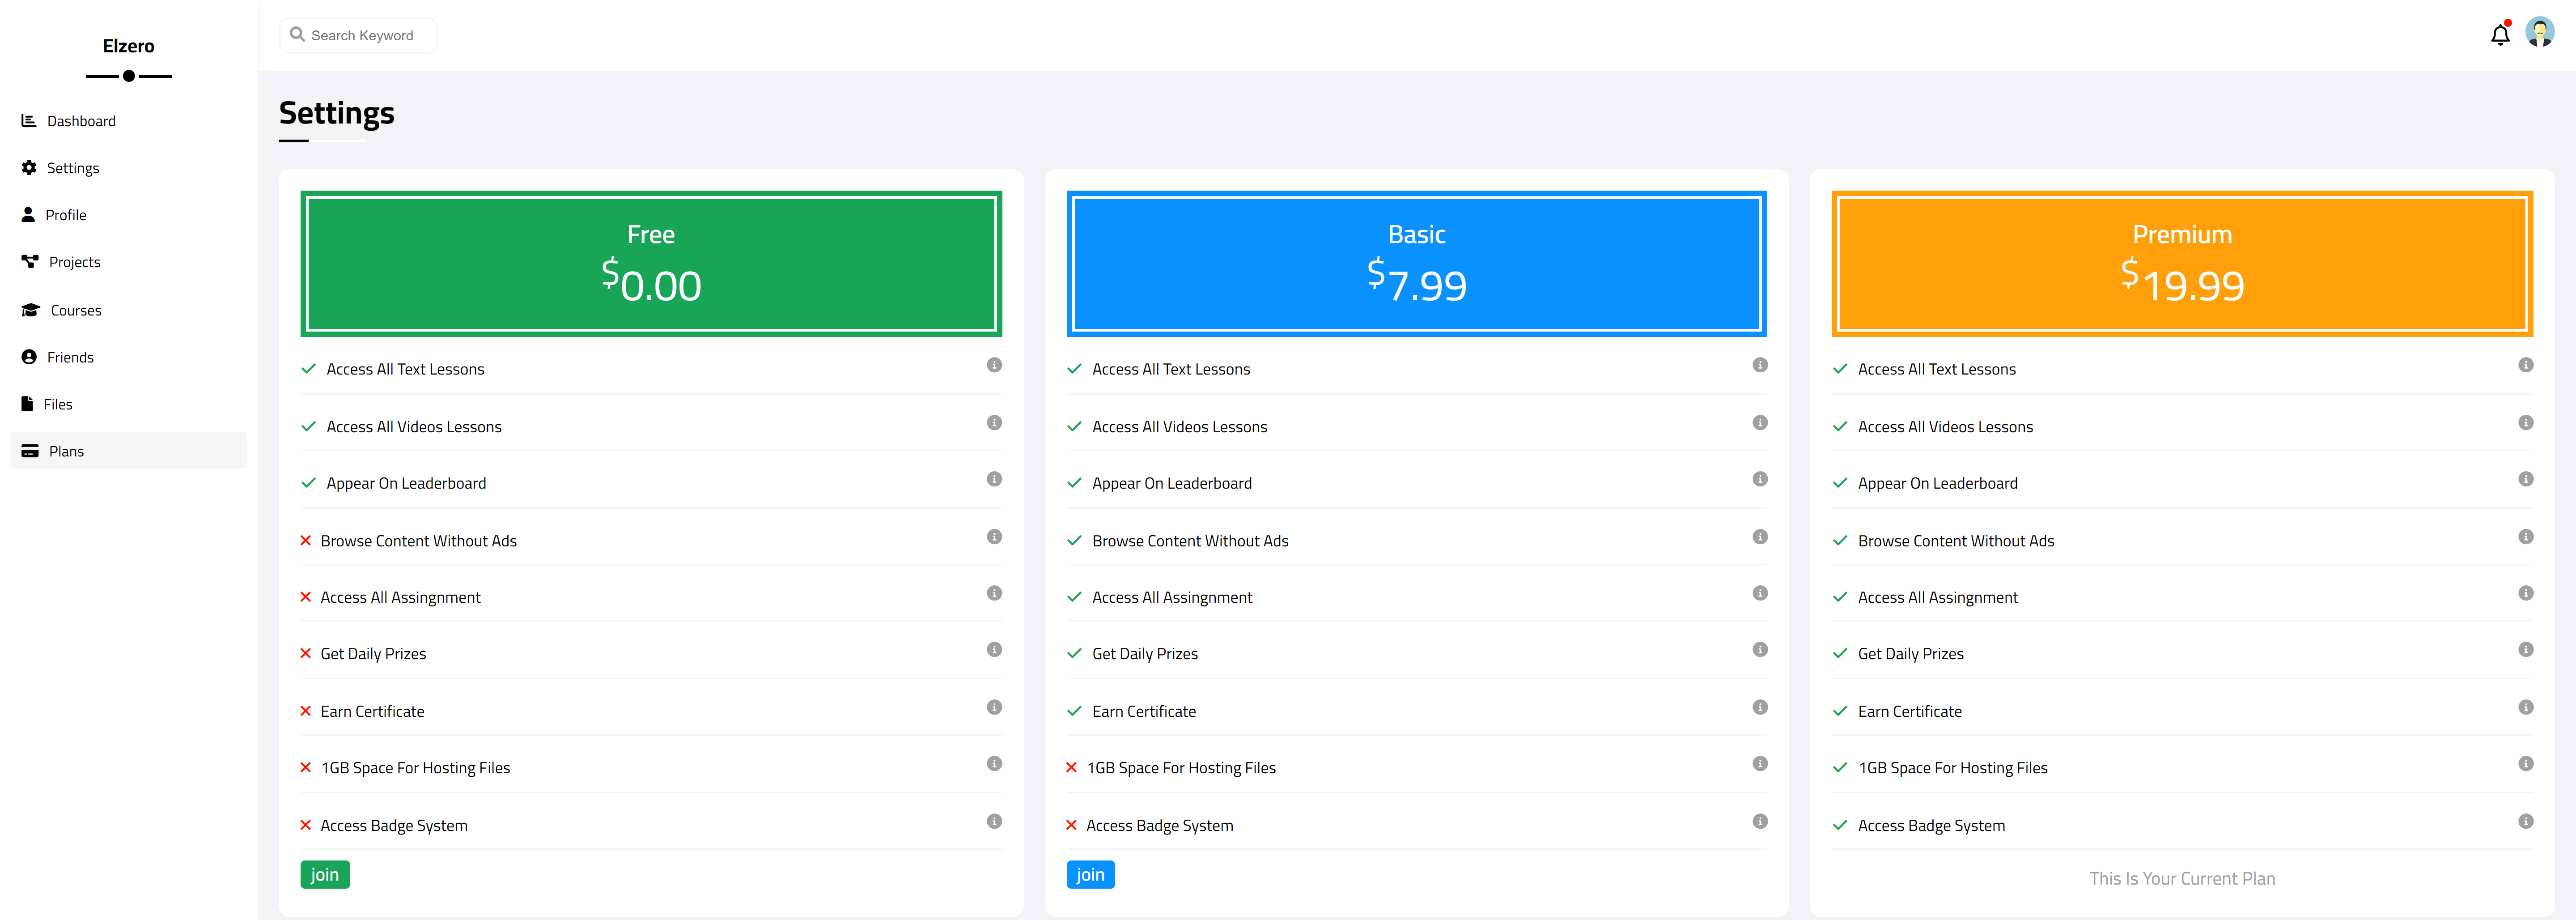 Elzero
Dashboard
Settings
Profile
Projects
Courses
Friends
Files
Plans
Search Keyword
Settings
Free
$0.00
Access All Text Lessons
Access All Videos Lessons
Appear On Leaderboard
Browse Content Without Ads
Access All Assingnment
Get Daily Prizes
Earn Certificate
1GB Space For Hosting Files
Access Badge System
join
Basic
$7.99
Access All Text Lessons
Access All Videos Lessons
Appear On Leaderboard
Browse Content Without Ads
Access All Assingnment
Get Daily Prizes
Earn Certificate
1GB Space For Hosting Files
Access Badge System
join
Premium
$19.99
Access All Text Lessons
Access All Videos Lessons
Appear On Leaderboard
Browse Content Without Ads
Access All Assingnment
Get Daily Prizes
Earn Certificate
1GB Space For Hosting Files
Access Badge System
This Is Your Current Plan